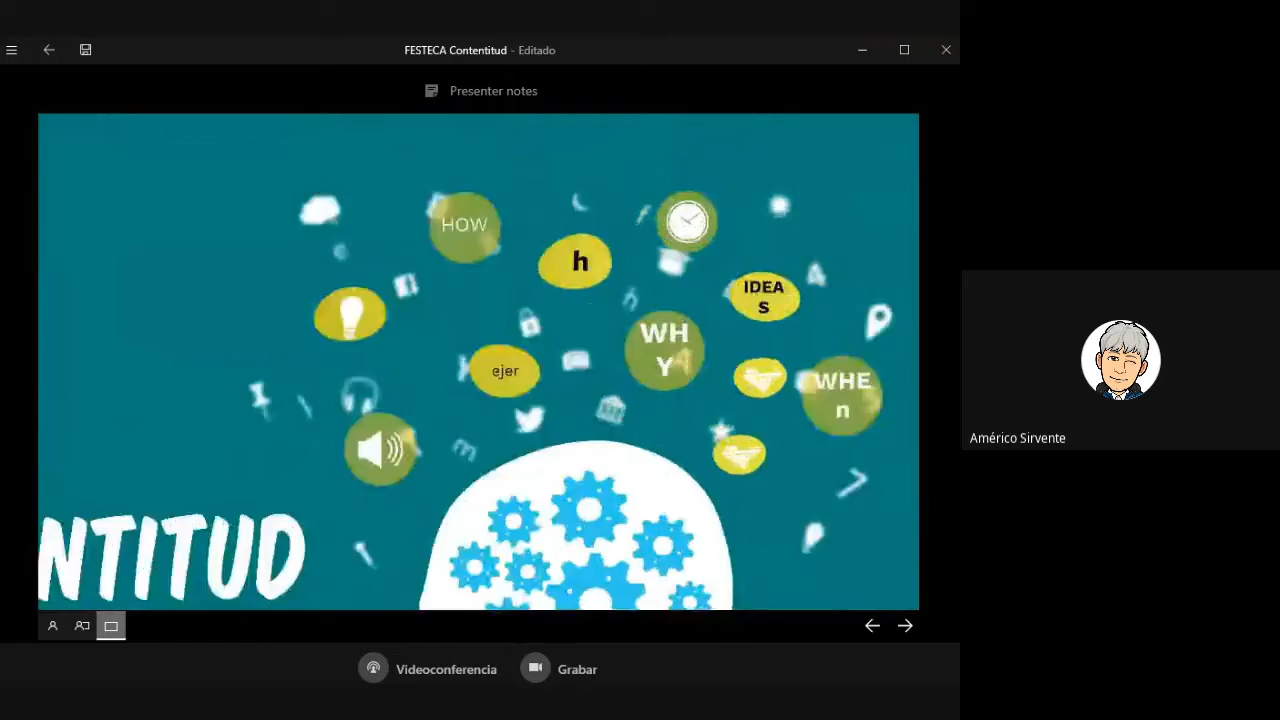 FESTECA Contentitud - Editado
Presenter notes
HOW
h
IDEA
S
WH
Y
ejer
WHE
n
NTITUD
Américo Sirvente
Videoconferencia
Grabar